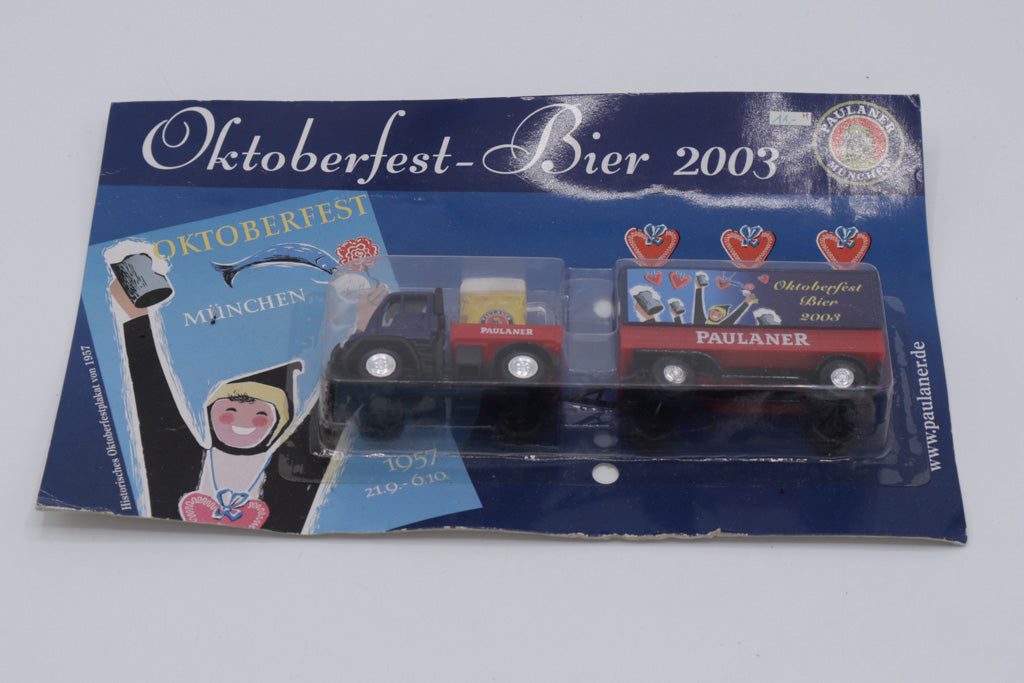 Oktoberfest-Bier 2003
11.-
PAULANER
MÜNCHEN
OKTOBERFEST
MÜNCHEN
1957
21.9.-6.10.
Historisches Oktoberfestplakat von 1957
PAULANER
Oktoberfest
Bier
2003
PAULANER
www.paulaner.de